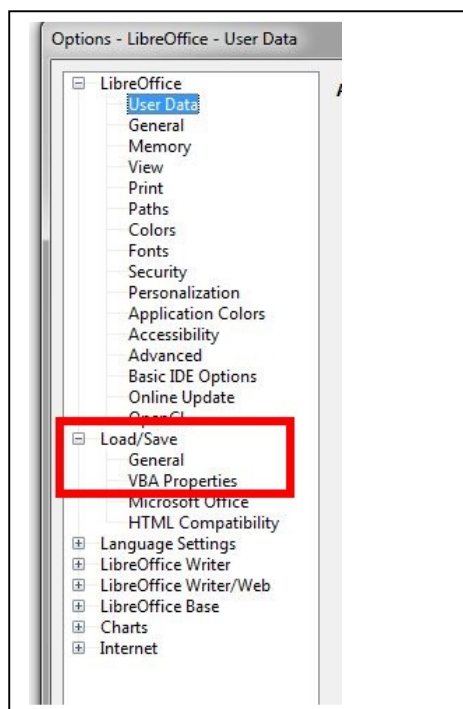 Options - LibreOffice - User Data
LibreOffice
User Data
General
Memory
View
Print
Paths
Colors
Fonts
Security
Personalization
Application Colors
Accessibility
Advanced
Basic IDE Options
Online Update
OpenCL
Load/Save
General
VBA Properties
Microsoft Office
HTML Compatibility
Language Settings
LibreOffice Writer
LibreOffice Writer/Web
LibreOffice Base
Charts
Internet